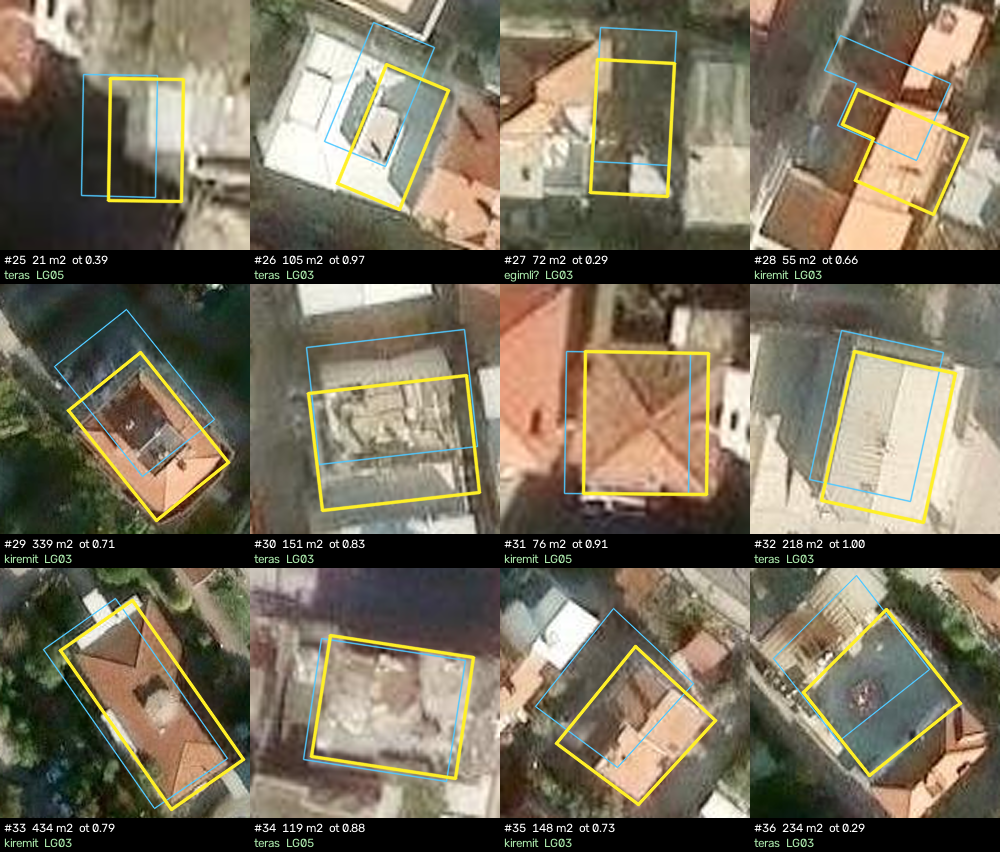 #25 21 m2 ot 0.39
teras LG05
#26 105 m2 ot 0.97
teras LG03
#27 72 m2 ot 0.29
egimli? LG03
#28 55 m2 ot 0.66
kiremit LG03
#29 339 m2 ot 0.71
kiremit LG03
#30 151 m2 ot 0.83
teras LG03
#31 76 m2 ot 0.91
kiremit LG05
#32 218 m2 ot 1.00
teras LG03
#33 434 m2 ot 0.79
kiremit LG03
#34 119 m2 ot 0.88
teras LG05
#35 148 m2 ot 0.73
kiremit LG03
#36 234 m2 ot 0.29
teras LG03